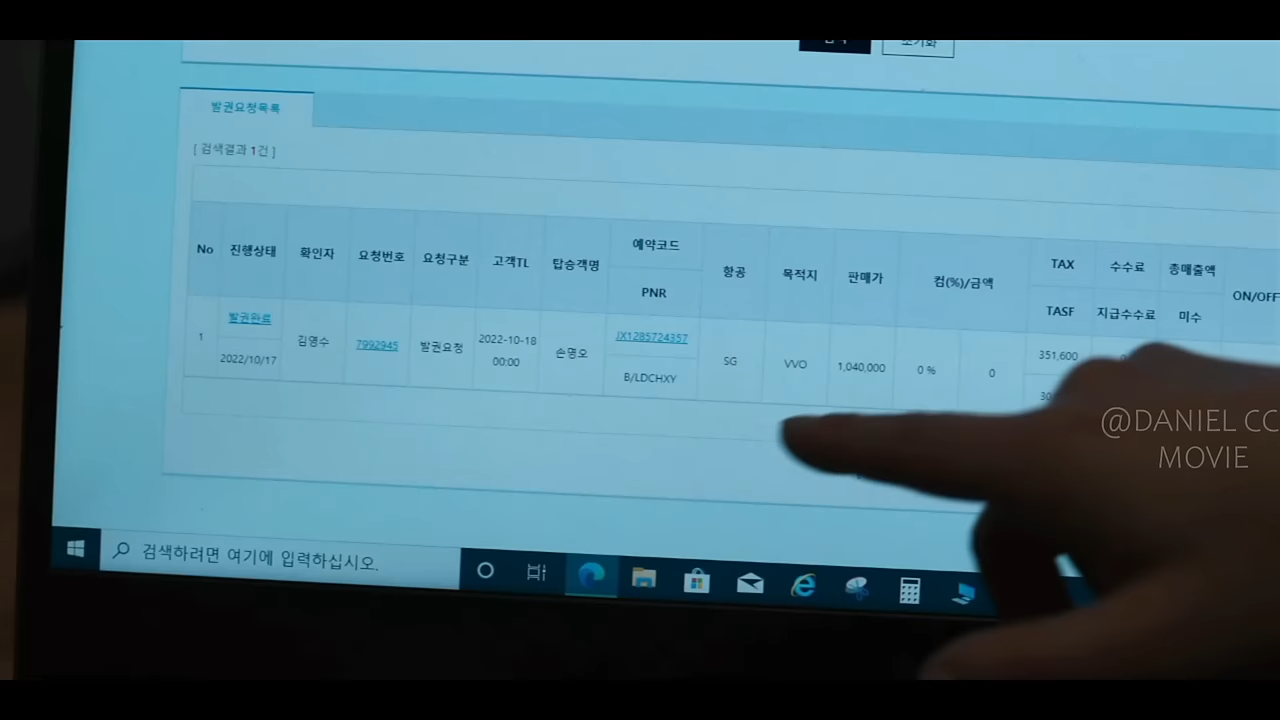 초기화
발권요청목록
[ 검색결과 1건 ]
No 진행상태 확인자 요청번호 요청구분 고객TL 탑승객명 예약코드 항공 목적지 판매가 컴(%)/금액 TAX 수수료 총매출액 ON/OFF
PNR TASF 지급수수료 미수
1 발권완료 김영수 7992945 발권요청 2022-10-18 손명오 JX1285724357 SG VVO 1,040,000 0 % 0 351,600
2022/10/17 00:00 B/LDCHXY
@DANIEL CC
MOVIE
검색하려면 여기에 입력하십시오.